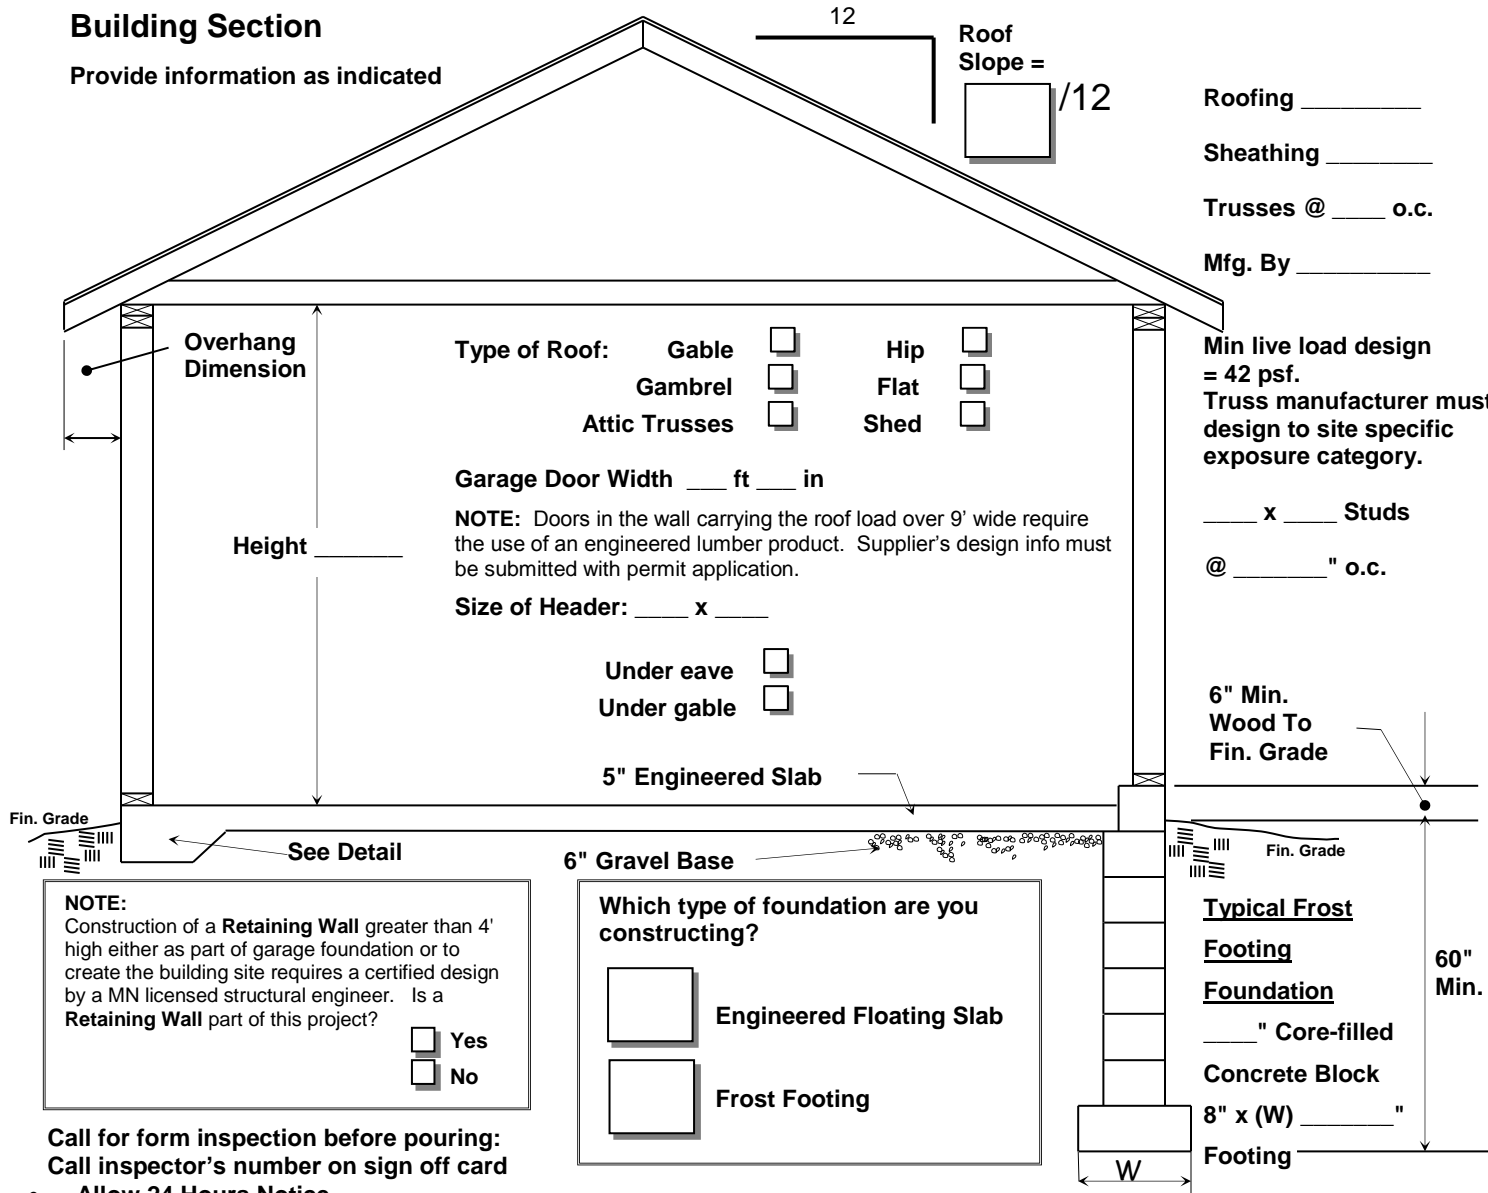 Building Section
Provide information as indicated
12
Roof
Slope =
/12
Roofing _________
Sheathing ________
Trusses @ ____ o.c.
Mfg. By __________
Overhang
Dimension
Type of Roof: Gable Hip
Gambrel Flat
Attic Trusses Shed
Min live load design
= 42 psf.
Truss manufacturer must
design to site specific
exposure category.
Garage Door Width ___ ft ___ in
NOTE: Doors in the wall carrying the roof load over 9’ wide require
the use of an engineered lumber product. Supplier’s design info must
be submitted with permit application.
____ x ____ Studs
@ _______" o.c.
Height _______
Size of Header: ____ x ____
Under eave
Under gable
6" Min.
Wood To
Fin. Grade
5" Engineered Slab
Fin. Grade
See Detail
6" Gravel Base
Fin. Grade
NOTE:
Construction of a Retaining Wall greater than 4'
high either as part of garage foundation or to
create the building site requires a certified design
by a MN licensed structural engineer. Is a
Retaining Wall part of this project?
Yes
No
Which type of foundation are you
constructing?
Engineered Floating Slab
Frost Footing
Typical Frost
Footing
Foundation
____" Core-filled
Concrete Block
8" x (W) _______"
Footing
60"
Min.
W
Call for form inspection before pouring:
Call inspector’s number on sign off card
• Allow 24 Hours Notice